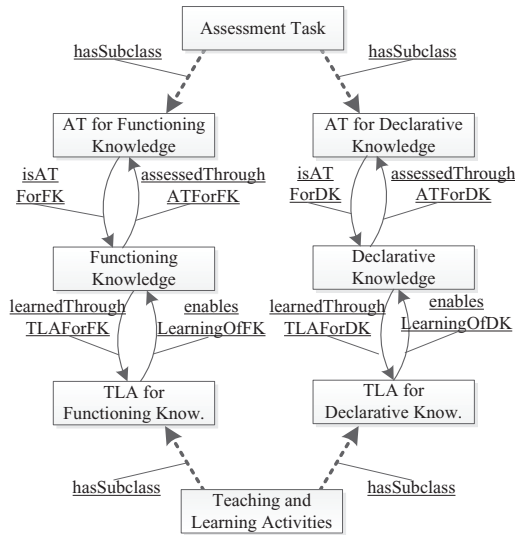 Assessment Task
hasSubclass
hasSubclass
AT for Functioning
Knowledge
AT for Declarative
Knowledge
isAT
ForFK
assessedThrough
ATForFK
isAT
ForDK
assessedThrough
ATForDK
Functioning
Knowledge
Declarative
Knowledge
learnedThrough
TLAForFK
enables
LearningOfFK
learnedThrough
TLAForDK
enables
LearningOfDK
TLA for
Functioning Know.
TLA for
Declarative Know.
hasSubclass
hasSubclass
Teaching and
Learning Activities